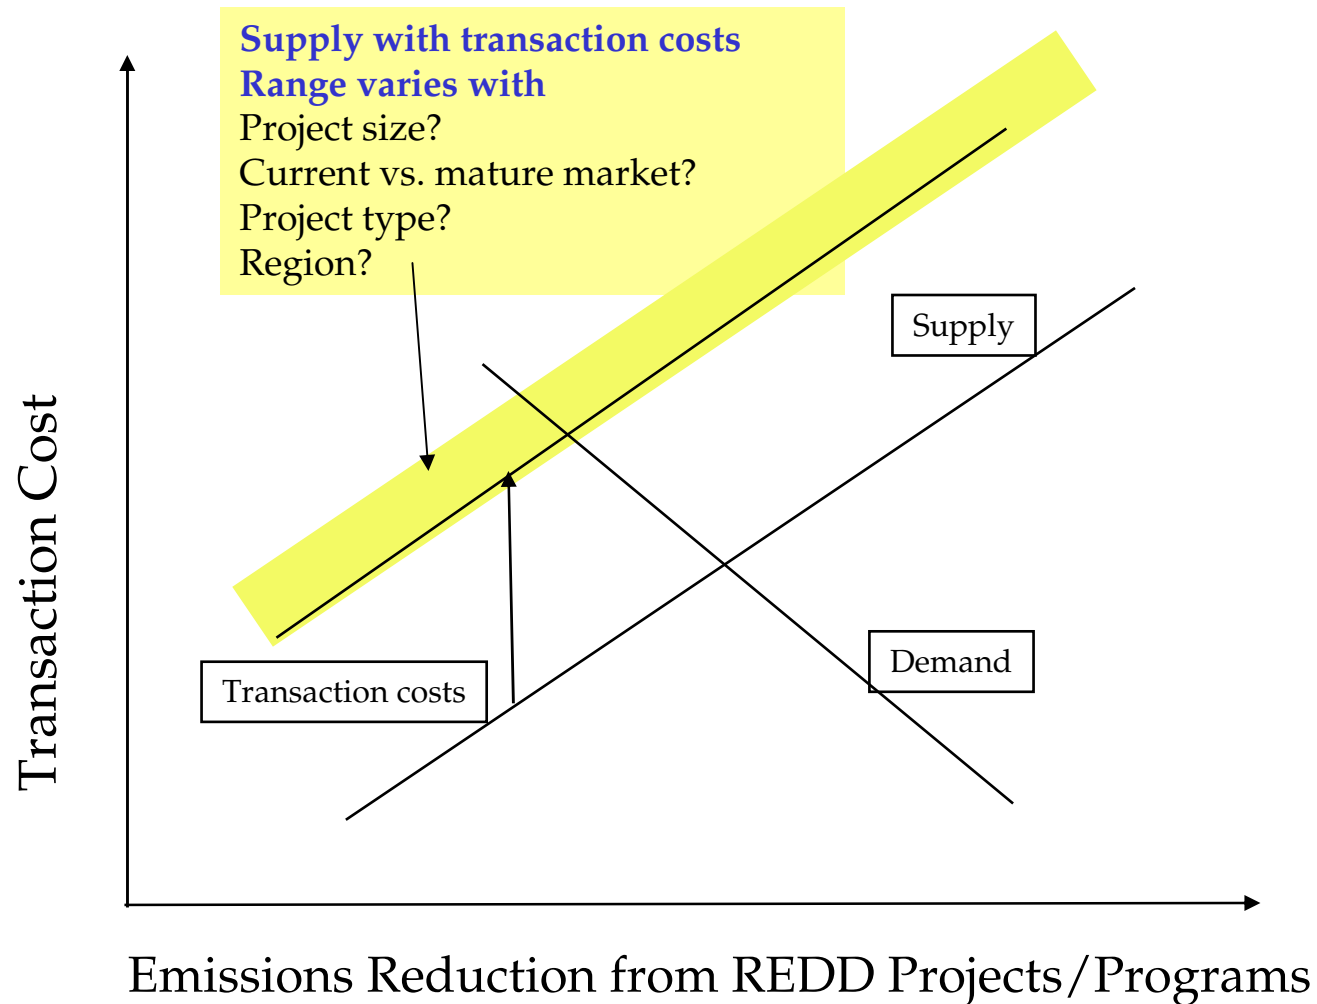 Supply with transaction costs
Range varies with
Project size?
Current vs. mature market?
Project type?
Region?
Supply
Transaction Cost
Demand
Transaction costs
Emissions Reduction from REDD Projects/Programs